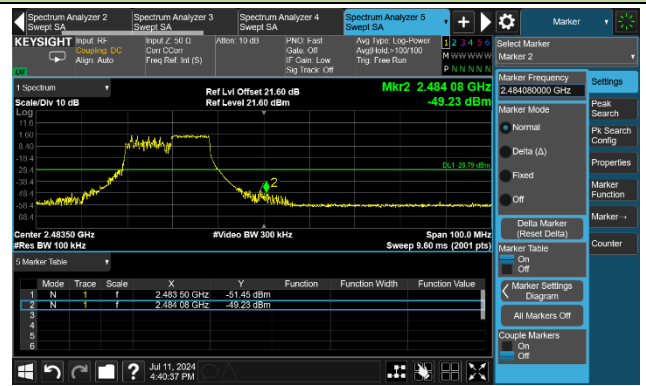 Spectrum Analyzer 2
Swept SA
Spectrum Analyzer 3
Swept SA
Spectrum Analyzer 4
Swept SA
Spectrum Analyzer 5
Swept SA
Marker
KEYSIGHT
Input: RF
Coupling: DC
Align: Auto
Input Z: 50 Ω
Corr CCorr
Freq Ref: Int (S)
Atten: 10 dB
PNO: Fast
Gate: Off
IF Gain: Low
Sig Track: Off
Avg Type: Log-Power
Avg|Hold:>100/100
Trig: Free Run
1 2 3 4 5 6
M W W W W W
P N N N N N
LW
Select Marker
Marker 2
Marker Frequency
2.484080000 GHz
Marker Mode
Normal
Delta (Δ)
Fixed
Off
Delta Marker
(Reset Delta)
Marker Table
On
Off
Marker Settings
Diagram
All Markers Off
Couple Markers
On
Off
Settings
Peak
Search
Pk Search
Config
Properties
Marker
Function
Marker→
Counter
1 Spectrum
Scale/Div 10 dB
Log
Ref Lvl Offset 21.60 dB
Ref Level 21.60 dBm
Mkr2 2.484 08 GHz
-49.23 dBm
11.6
1.60
-8.40
-18.4
-28.4
-38.4
-48.4
-58.4
-68.4
DL1 -28.79 dBm
2
Center 2.48350 GHz
#Res BW 100 kHz
#Video BW 300 kHz
Span 100.0 MHz
Sweep 9.60 ms (2001 pts)
5 Marker Table
Mode Trace Scale X Y Function Function Width Function Value
1 N 1 f 2.483 50 GHz -51.45 dBm
2 N 1 f 2.484 08 GHz -49.23 dBm
3
4
5
6
?
Jul 11, 2024
4:40:37 PM